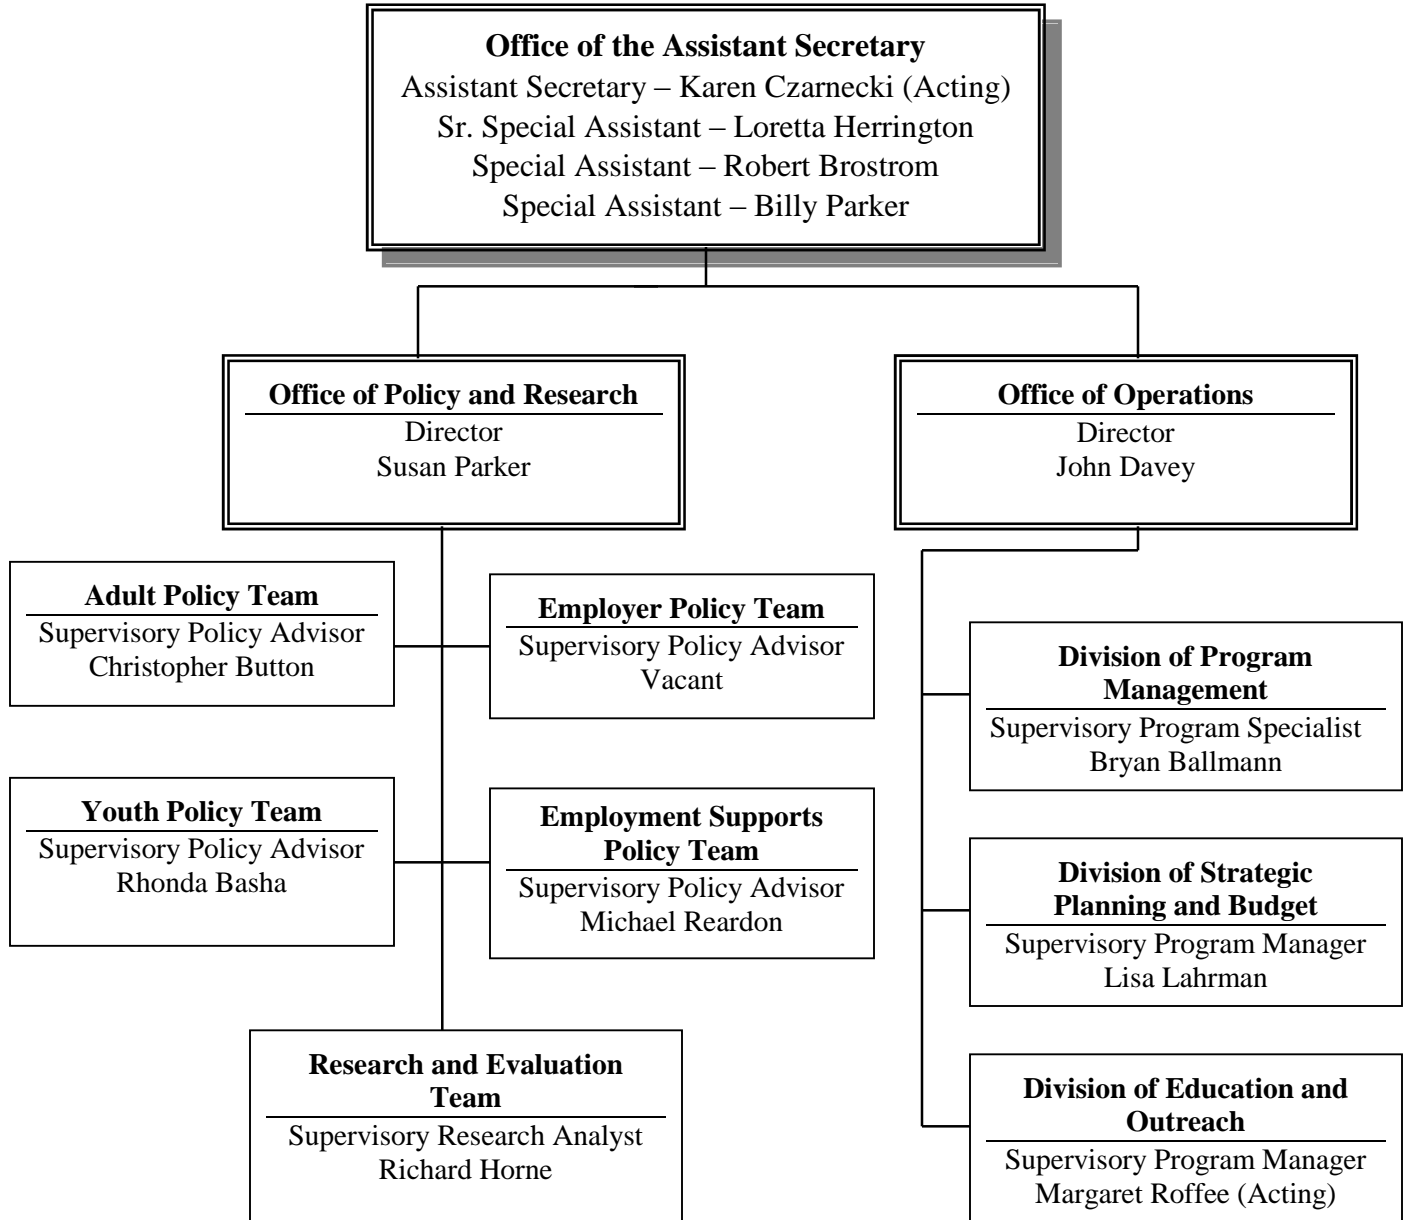 Office of the Assistant Secretary
Assistant Secretary – Karen Czarnecki (Acting)
Sr. Special Assistant – Loretta Herrington
Special Assistant – Robert Brostrom
Special Assistant – Billy Parker
Office of Policy and Research
Director
Susan Parker
Office of Operations
Director
John Davey
Adult Policy Team
Supervisory Policy Advisor
Christopher Button
Employer Policy Team
Supervisory Policy Advisor
Vacant
Youth Policy Team
Supervisory Policy Advisor
Rhonda Basha
Employment Supports
Policy Team
Supervisory Policy Advisor
Michael Reardon
Research and Evaluation
Team
Supervisory Research Analyst
Richard Horne
Division of Program
Management
Supervisory Program Specialist
Bryan Ballmann
Division of Strategic
Planning and Budget
Supervisory Program Manager
Lisa Lahrman
Division of Education and
Outreach
Supervisory Program Manager
Margaret Roffee (Acting)